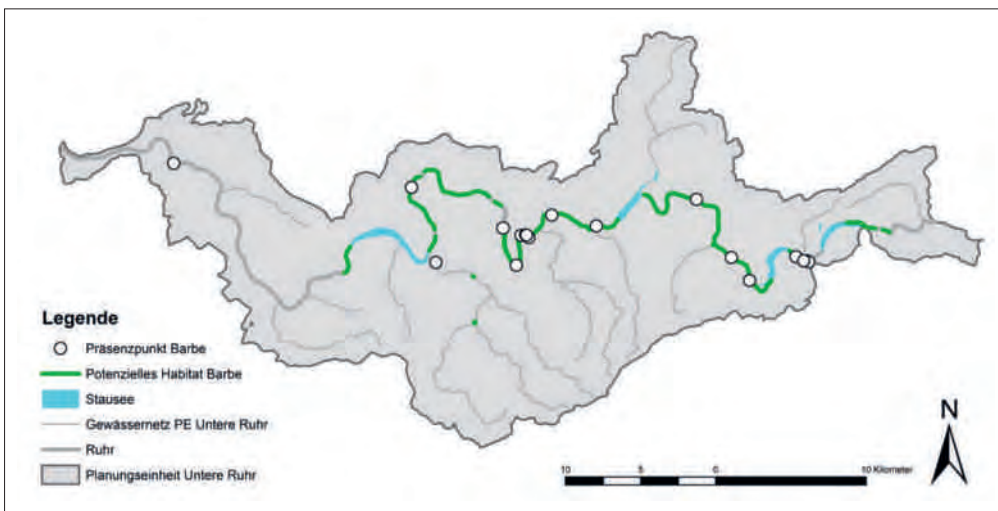 Legende
Präsenzpunkt Barbe
Potenzielles Habitat Barbe
Stausee
Gewässernetz PE Untere Ruhr
Ruhr
Planungseinheit Untere Ruhr
N
10 5 0 10 Kilometer